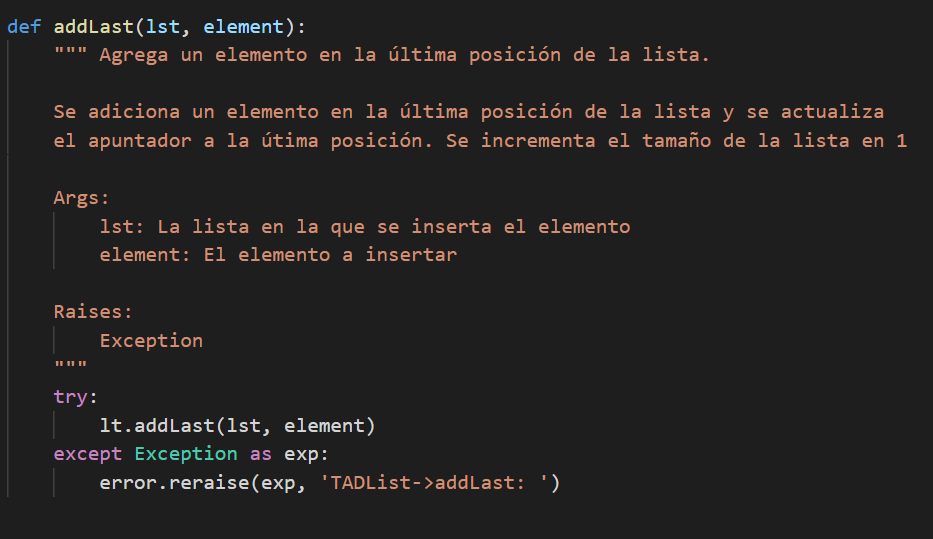 def addLast(lst, element):
""" Agrega un elemento en la última posición de la lista.
Se adiciona un elemento en la última posición de la lista y se actualiza
el apuntador a la útima posición. Se incrementa el tamaño de la lista en 1
Args:
lst: La lista en la que se inserta el elemento
element: El elemento a insertar
Raises:
Exception
"""
try:
lt.addLast(lst, element)
except Exception as exp:
error.reraise(exp, 'TADList->addLast: ')